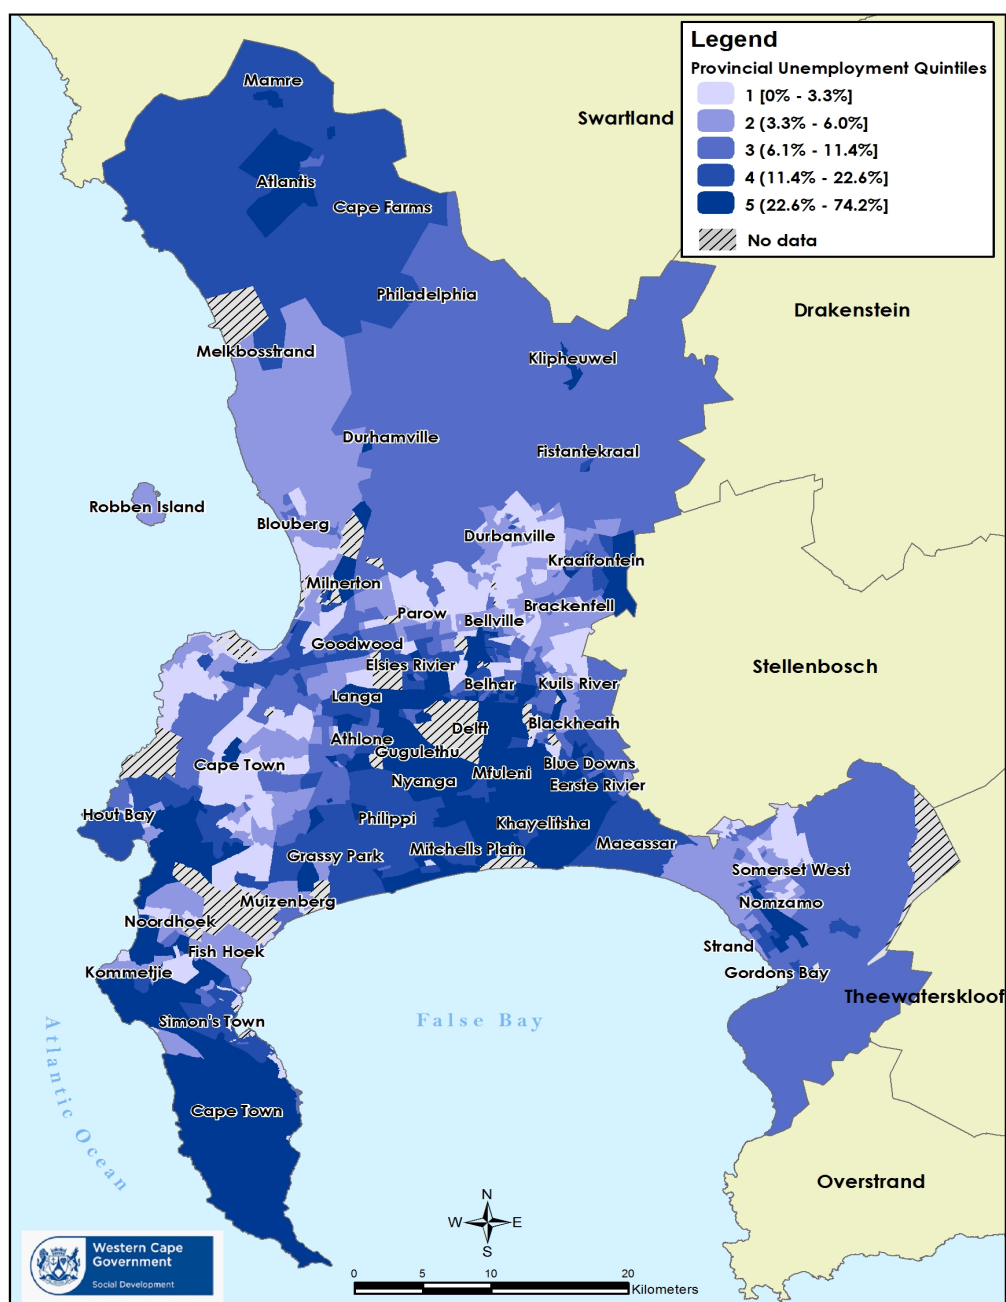 Legend
Provincial Unemployment Quintiles
1 [0% - 3.3%]
2 (3.3% - 6.0%]
3 (6.1% - 11.4%]
4 (11.4% - 22.6%]
5 (22.6% - 74.2%]
No data
Mamre
Swartland
Atlantis
Cape Farms
Philadelphia
Drakenstein
Melkbosstrand
Klipheuwel
Durhamville
Fistantekraal
Robben Island
Blouberg
Durbanville
Kraaifontein
Milnerton
Brackenfell
Parow
Bellville
Goodwood
Elsies Rivier
Stellenbosch
Belhar
Kuils River
Langa
Delft
Blackheath
Athlone
Gugulethu
Cape Town
Mfuleni
Blue Downs
Nyanga
Eerste Rivier
Hout Bay
Philippi
Khayelitsha
Macassar
Mitchells Plain
Grassy Park
Somerset West
Muizenberg
Nomzamo
Noordhoek
Strand
Fish Hoek
Kommetjie
Gordons Bay
Theewaterskloof
Simon's Town
False Bay
Atlantic Ocean
Cape Town
Overstrand
N
W E
S
Western Cape
Government
Social Development
0 5 10 20
Kilometers